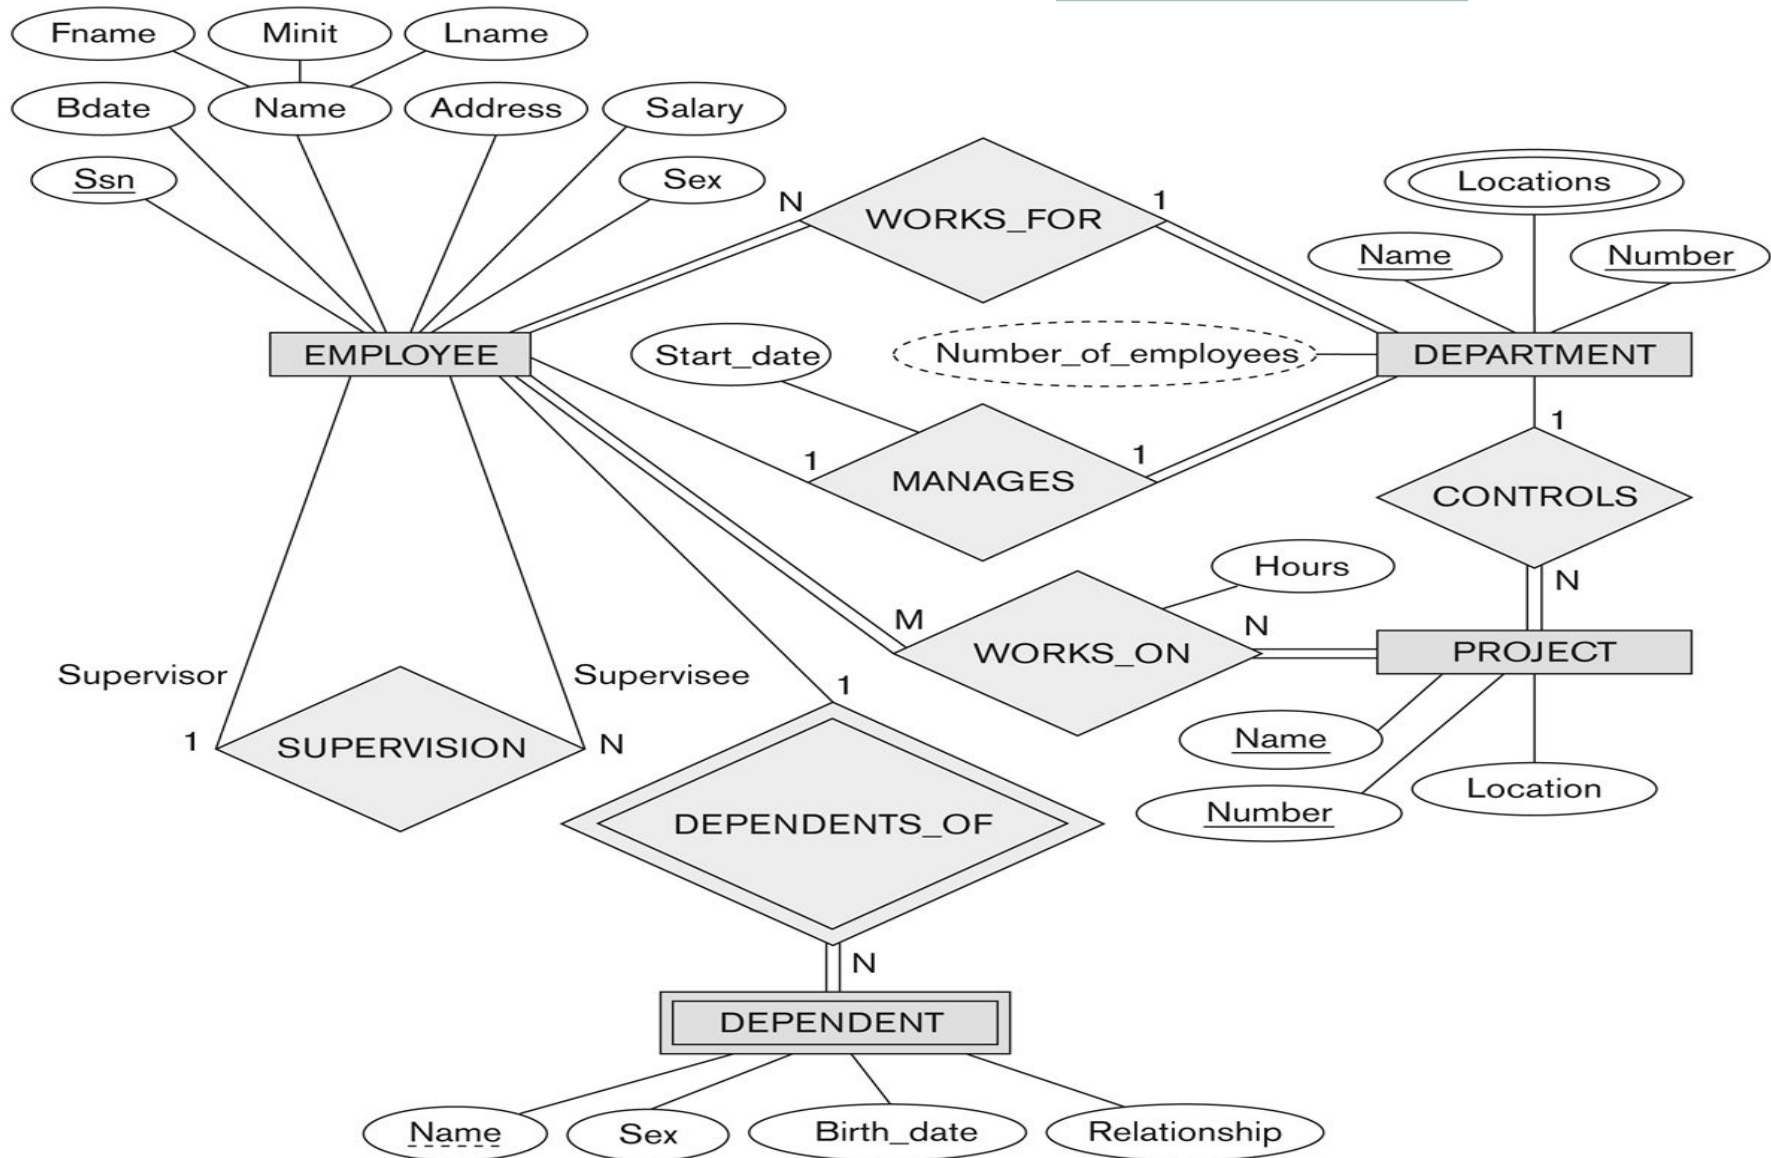 Fname
Minit
Lname
Bdate
Name
Address
Salary
Ssn
Sex
N
WORKS_FOR
1
Locations
Name
Number
EMPLOYEE
Start_date
Number_of_employees
DEPARTMENT
1
MANAGES
1
1
CONTROLS
N
Hours
M
WORKS_ON
N
PROJECT
Supervisor
Supervisee
1
SUPERVISION
N
1
Name
Number
Location
DEPENDENTS_OF
N
DEPENDENT
Name
Sex
Birth_date
Relationship